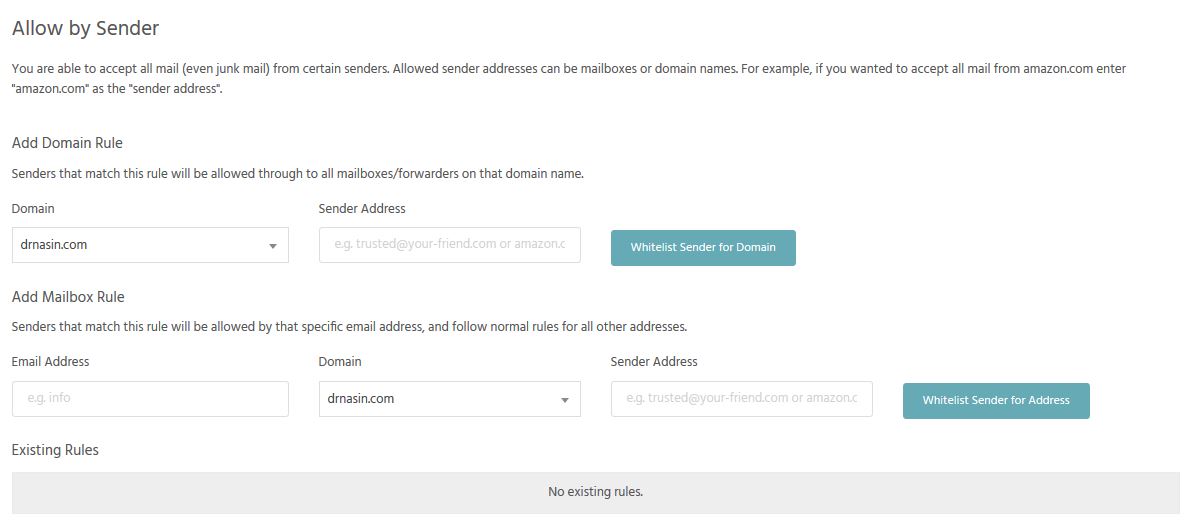 Allow by Sender
You are able to accept all mail (even junk mail) from certain senders. Allowed sender addresses can be mailboxes or domain names. For example, if you wanted to accept all mail from amazon.com enter
"amazon.com" as the "sender address".
Add Domain Rule
Senders that match this rule will be allowed through to all mailboxes/forwarders on that domain name.
Domain Sender Address
drnasin.com e.g. trusted@your-friend.com or amazon.c Whitelist Sender for Domain
Add Mailbox Rule
Senders that match this rule will be allowed by that specific email address, and follow normal rules for all other addresses.
Email Address Domain Sender Address
e.g. info drnasin.com e.g. trusted@your-friend.com or amazon.c Whitelist Sender for Address
Existing Rules
No existing rules.